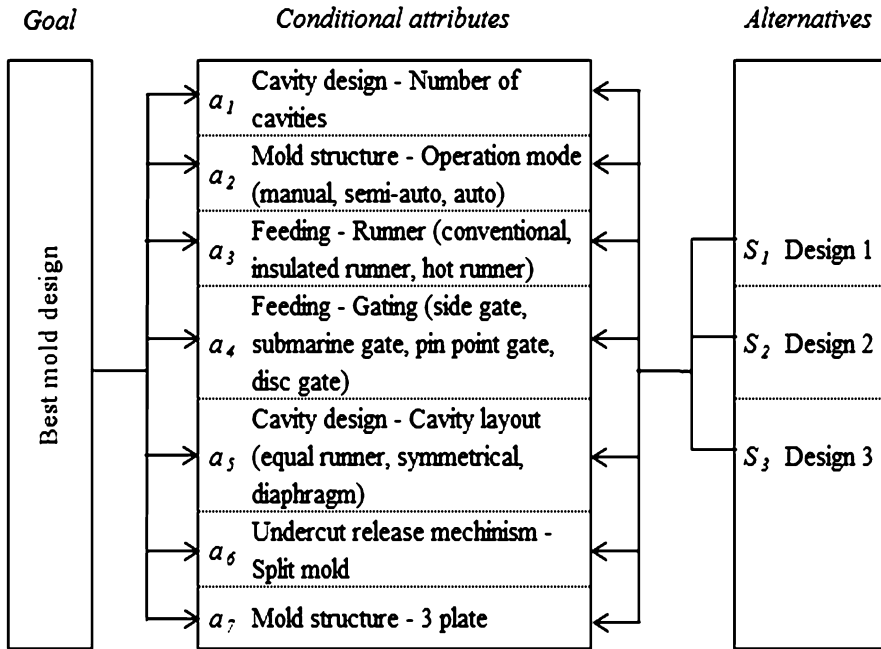 Goal
Conditional attributes
Alternatives
Best mold design
a1 Cavity design - Number of
cavities
a2 Mold structure - Operation mode
(manual, semi-auto, auto)
a3 Feeding - Runner (conventional,
insulated runner, hot runner)
Feeding - Gating (side gate,
a4 submarine gate, pin point gate,
disc gate)
Cavity design - Cavity layout
a5 (equal runner, symmetrical,
diaphragm)
a6 Undercut release mechinism -
Split mold
a7 Mold structure - 3 plate
S1 Design 1
S2 Design 2
S3 Design 3